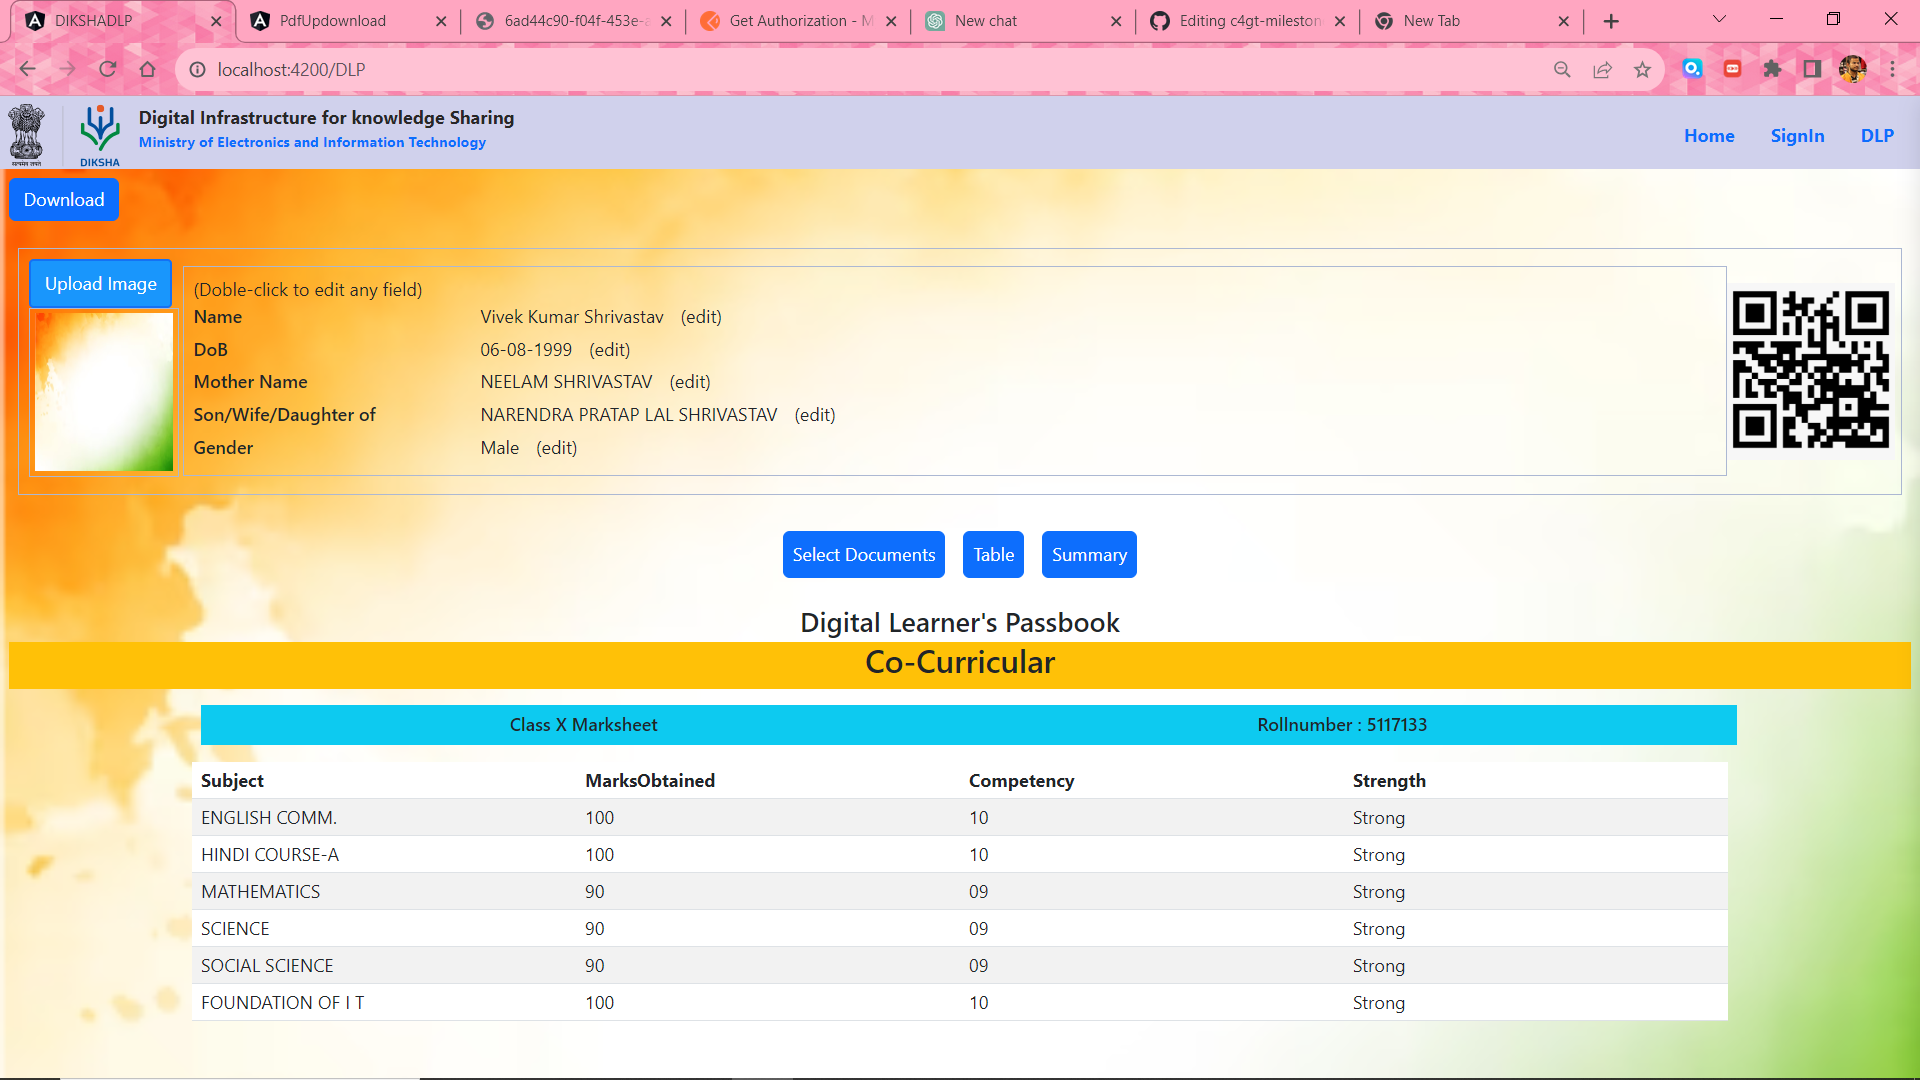 DIKSHADLP
PdfUpdownload
6ad44c90-f04f-453e-a
Get Authorization - M
New chat
Editing c4gt-mileston
New Tab
localhost:4200/DLP
सत्यमेव जयते
DIKSHA
Digital Infrastructure for knowledge Sharing
Ministry of Electronics and Information Technology
Home
SignIn
DLP
Download
Upload Image
(Doble-click to edit any field)
Name Vivek Kumar Shrivastav (edit)
DoB 06-08-1999 (edit)
Mother Name NEELAM SHRIVASTAV (edit)
Son/Wife/Daughter of NARENDRA PRATAP LAL SHRIVASTAV (edit)
Gender Male (edit)
Select Documents Table Summary
Digital Learner's Passbook
Co-Curricular
Class X Marksheet Rollnumber : 5117133
Subject MarksObtained Competency Strength
ENGLISH COMM. 100 10 Strong
HINDI COURSE-A 100 10 Strong
MATHEMATICS 90 09 Strong
SCIENCE 90 09 Strong
SOCIAL SCIENCE 90 09 Strong
FOUNDATION OF I T 100 10 Strong